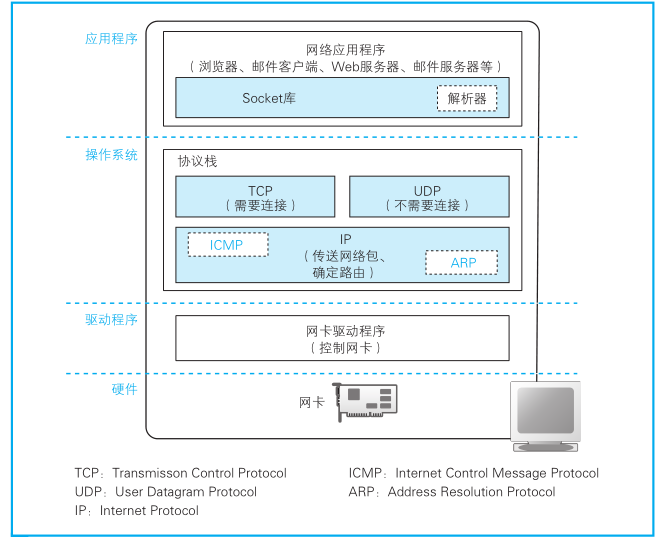 应用程序
网络应用程序
（浏览器、邮件客户端、Web服务器、邮件服务器等）
Socket库
解析器
操作系统
协议栈
TCP
（需要连接）
UDP
（不需要连接）
ICMP
IP
（传送网络包、
确定路由）
ARP
驱动程序
网卡驱动程序
（控制网卡）
硬件
网卡
TCP：Transmisson Control Protocol
UDP：User Datagram Protocol
IP：Internet Protocol
ICMP：Internet Control Message Protocol
ARP：Address Resolution Protocol